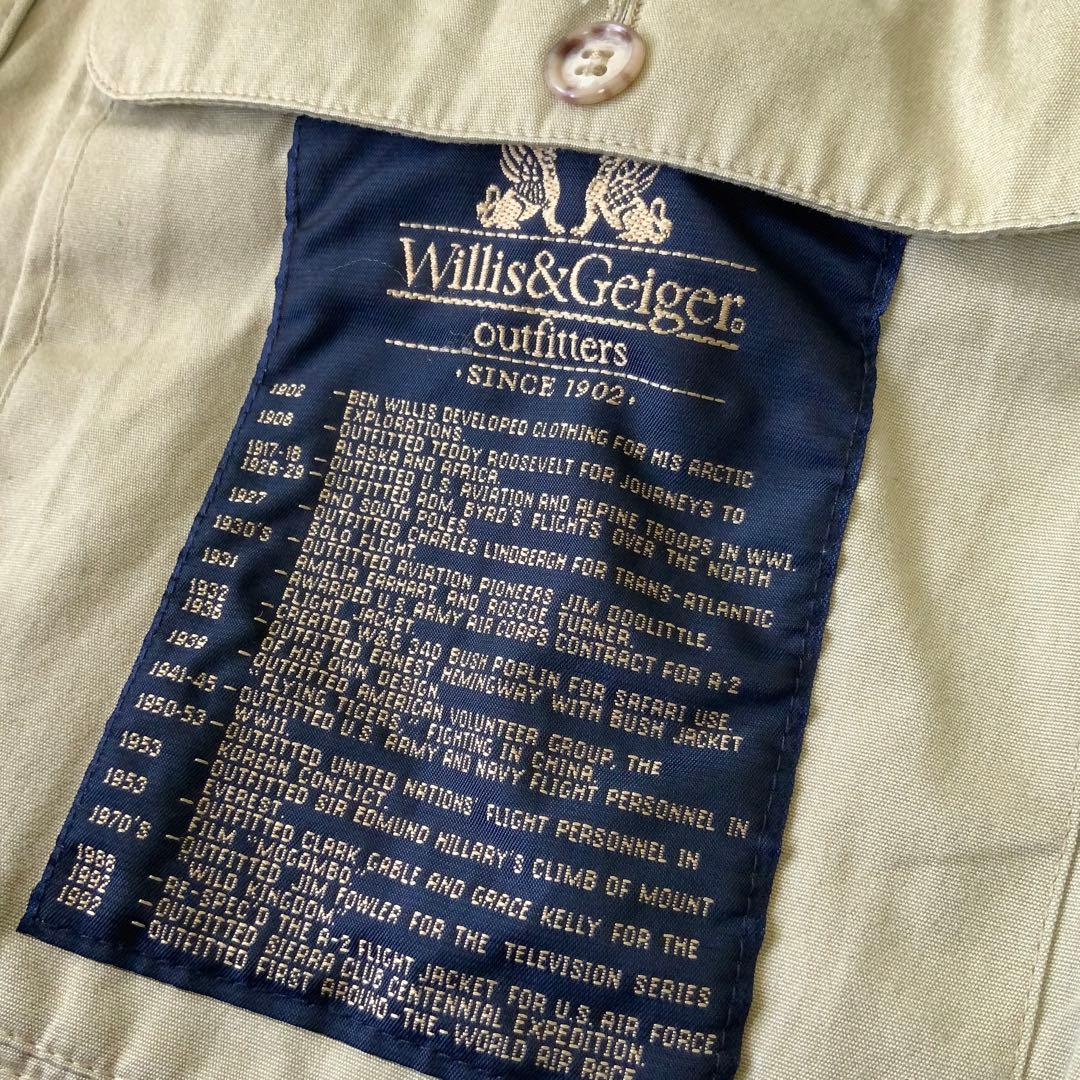 Willis&Geiger®
outfitters
·SINCE 1902·
1902 – BEN WILLIS DEVELOPED CLOTHING FOR HIS ARCTIC
EXPLORATIONS.
1908 – OUTFITTED TEDDY ROOSEVELT FOR JOURNEYS TO
ALASKA AND AFRICA
1917-18 – OUTFITTED U.S. AVIATION AND ALPINE TROOPS IN WWI.
1926-29 – OUTFITTED ADM. BYRD'S FLIGHTS OVER THE NORTH
AND SOUTH POLES.
1927 – OUTFITTED CHARLES LINDBERGH FOR TRANS-ATLANTIC
SOLO FLIGHT.
1930'S – OUTFITTED AVIATION PIONEERS JIM DOOLITTLE,
AMELIA EARHART AND ROSCOE TURNER.
1931 – AWARDED U.S. ARMY AIR CORPS CONTRACT FOR A-2
FLIGHT JACKET.
– CREATED W&G 340 BUSH POPLIN FOR SAFARI USE.
1936 – OUTFITTED ERNEST HEMINGWAY WITH BUSH JACKET
OF HIS OWN DESIGN.
1939 – OUTFITTED AMERICAN VOLUNTEER GROUP, THE
"FLYING TIGERS," FIGHTING IN CHINA.
1941-45 – OUTFITTED U.S. ARMY AND NAVY FLIGHT PERSONNEL IN
WWII.
1950-53 – OUTFITTED UNITED NATIONS' FLIGHT PERSONNEL IN
KOREAN CONFLICT.
1953 – OUTFITTED SIR EDMUND HILLARY'S CLIMB OF MOUNT
EVEREST.
1953 – OUTFITTED CLARK GABLE AND GRACE KELLY FOR THE
FILM "MOGAMBO."
1970'S – OUTFITTED JIM FOWLER FOR THE TELEVISION SERIES
"WILD KINGDOM."
1988 – RE-SPEC'D THE A-2 FLIGHT JACKET FOR U.S. AIR FORCE
1992 – OUTFITTED SIERRA CLUB CENTENNIAL EXPEDITION.
1992 – OUTFITTED FIRST AROUND-THE-WORLD AIR RACE